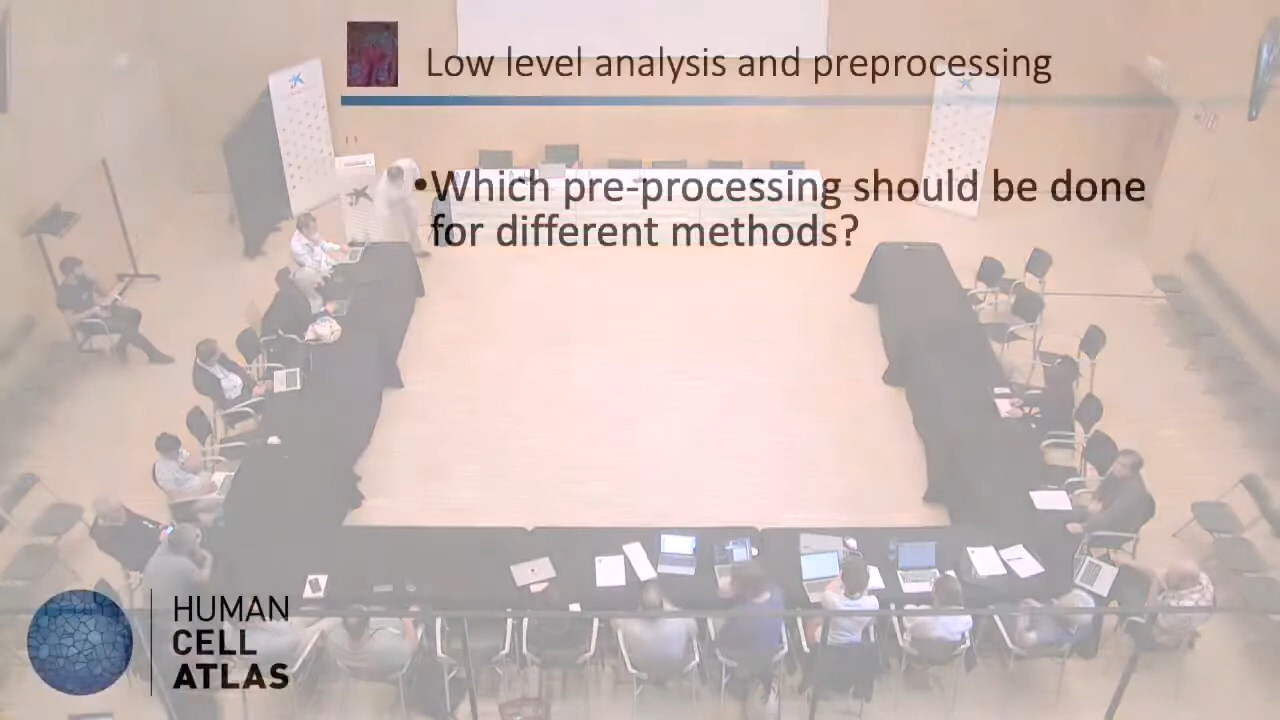 Low level analysis and preprocessing
•Which pre-processing should be done
for different methods?
HUMAN
CELL
ATLAS